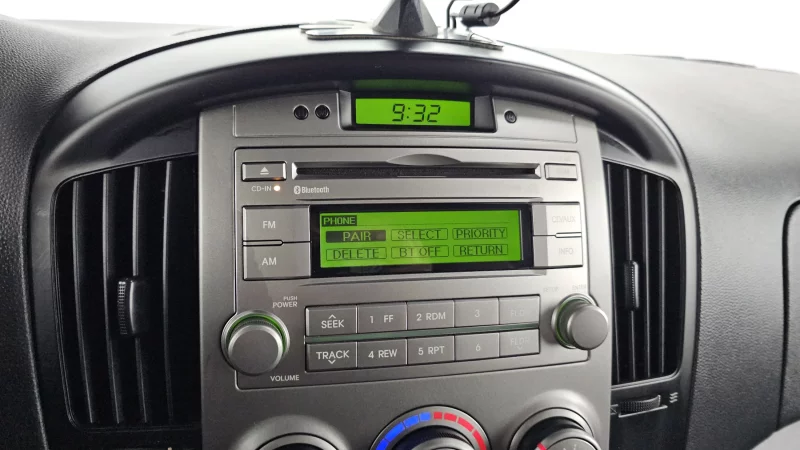 9:32
CD-IN Bluetooth
FM
CD/AUX
PHONE
PAIR SELECT PRIORITY
DELETE BT OFF RETURN
AM
INFO
PUSH
POWER
SEEK 1 FF 2 RDM 3
TRACK 4 REW 5 RPT 6
VOLUME